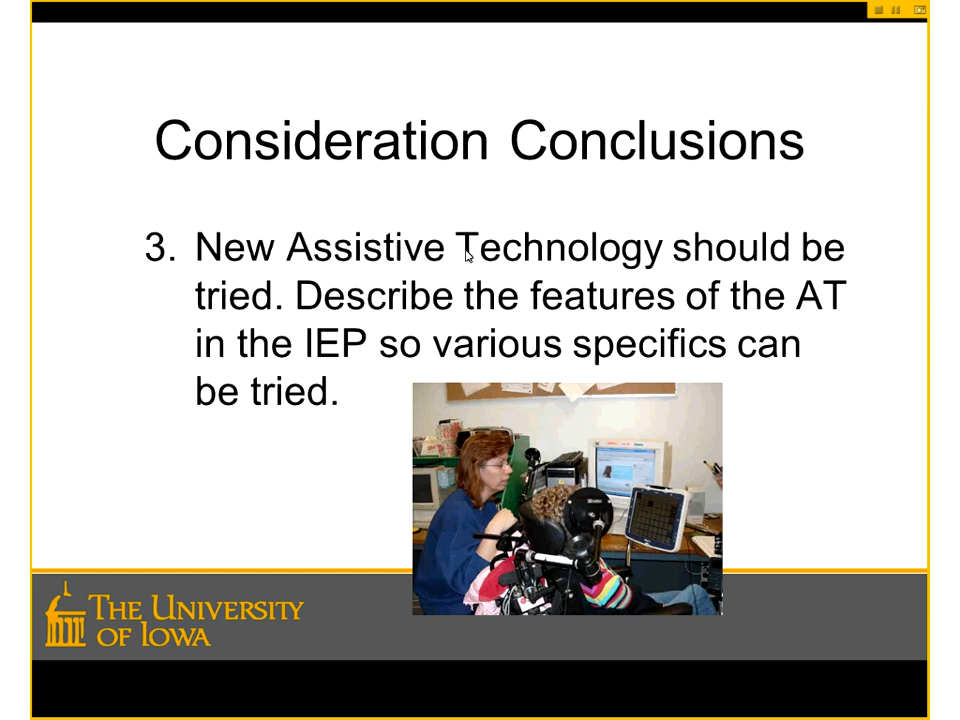 Consideration Conclusions
3. New Assistive Technology should be
tried. Describe the features of the AT
in the IEP so various specifics can
be tried.
THE UNIVERSITY
OF IOWA